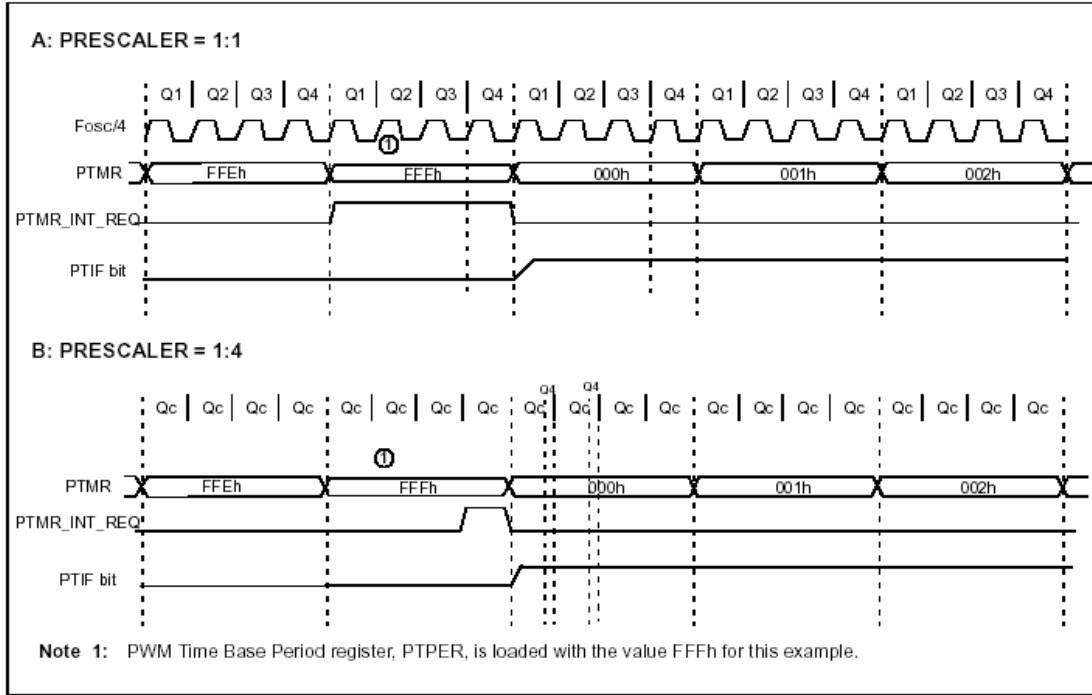 A: PRESCALER = 1:1
Q1 Q2 Q3 Q4 Q1 Q2 Q3 Q4 Q1 Q2 Q3 Q4 Q1 Q2 Q3 Q4 Q1 Q2 Q3 Q4
Fosc/4
1
PTMR FFEh FFFh 000h 001h 002h
PTMR_INT_REQ
PTIF bit
B: PRESCALER = 1:4
Q4 Q4
Qc Qc Qc Qc Qc Qc Qc Qc Qc Qc Qc Qc Qc Qc Qc Qc Qc Qc Qc Qc
1
PTMR FFEh FFFh 000h 001h 002h
PTMR_INT_REQ
PTIF bit
Note 1: PWM Time Base Period register, PTPER, is loaded with the value FFFh for this example.